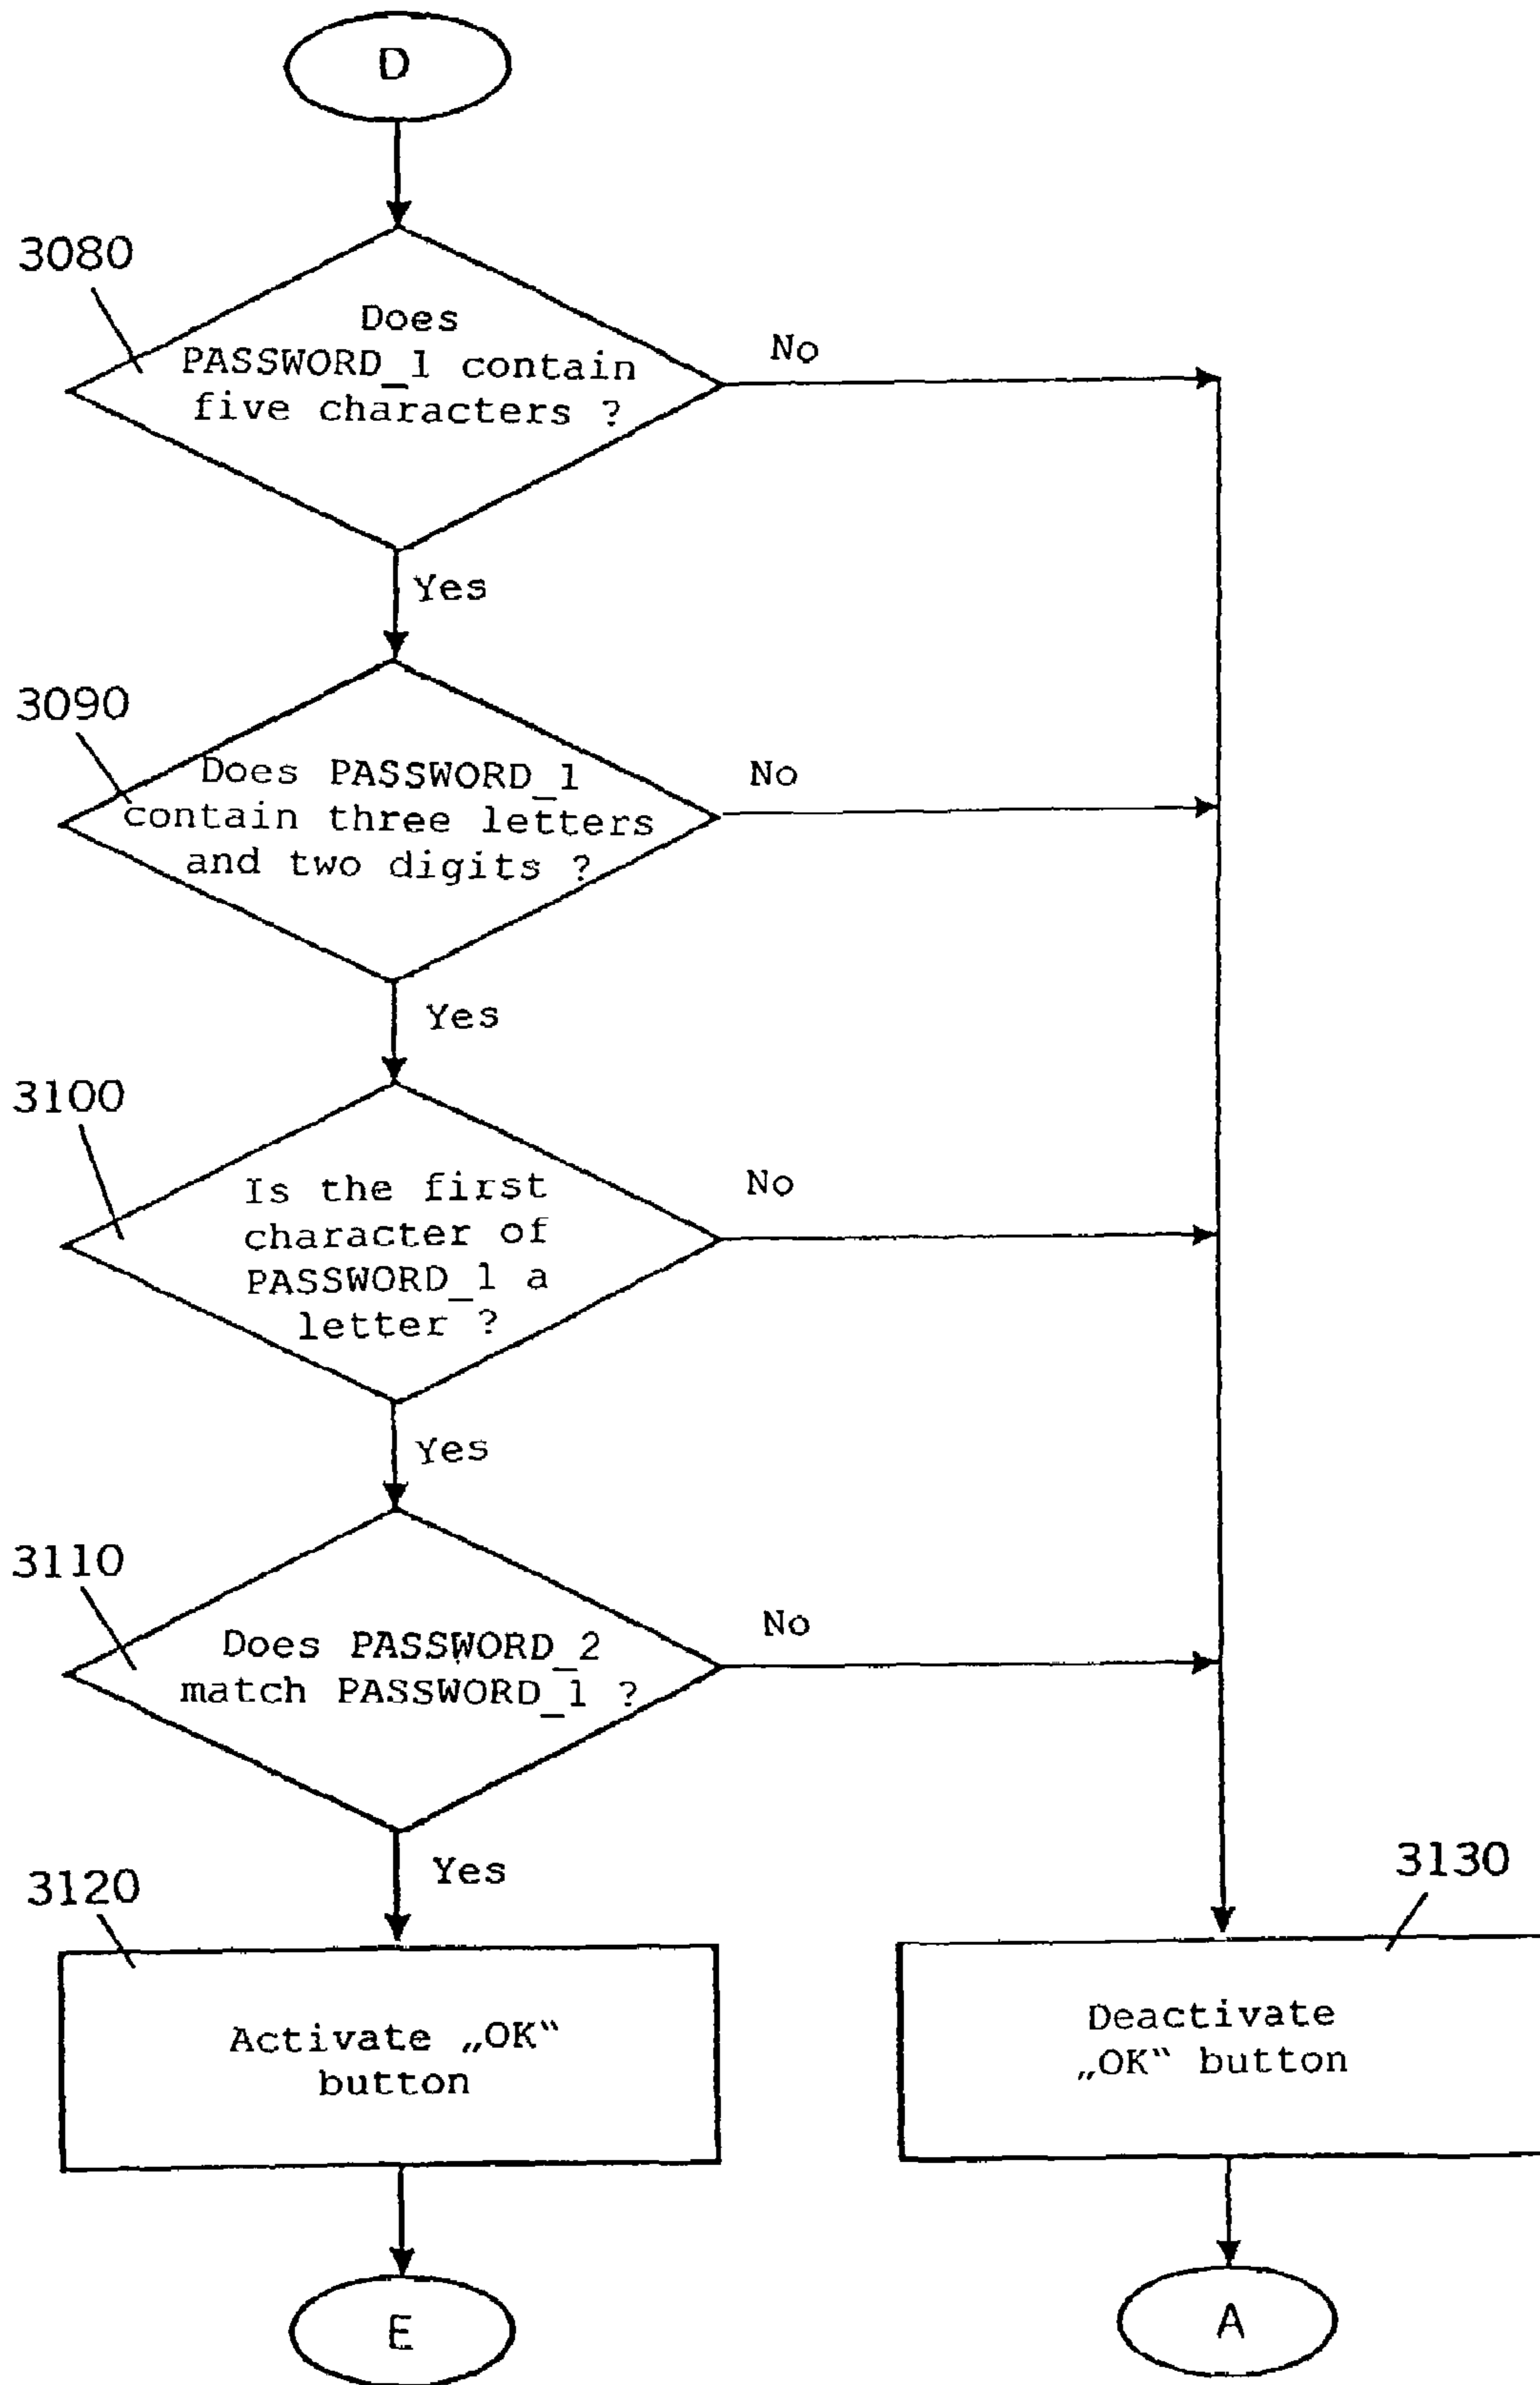 D
3080
Does
PASSWORD_1 contain
five characters ?
No
Yes
3090
Does PASSWORD_1
contain three letters
and two digits ?
No
Yes
3100
Is the first
character of
PASSWORD_1 a
letter ?
No
Yes
3110
Does PASSWORD_2
match PASSWORD_1 ?
No
Yes
3120
3130
Activate „OK“
button
Deactivate
„OK“ button
E
A